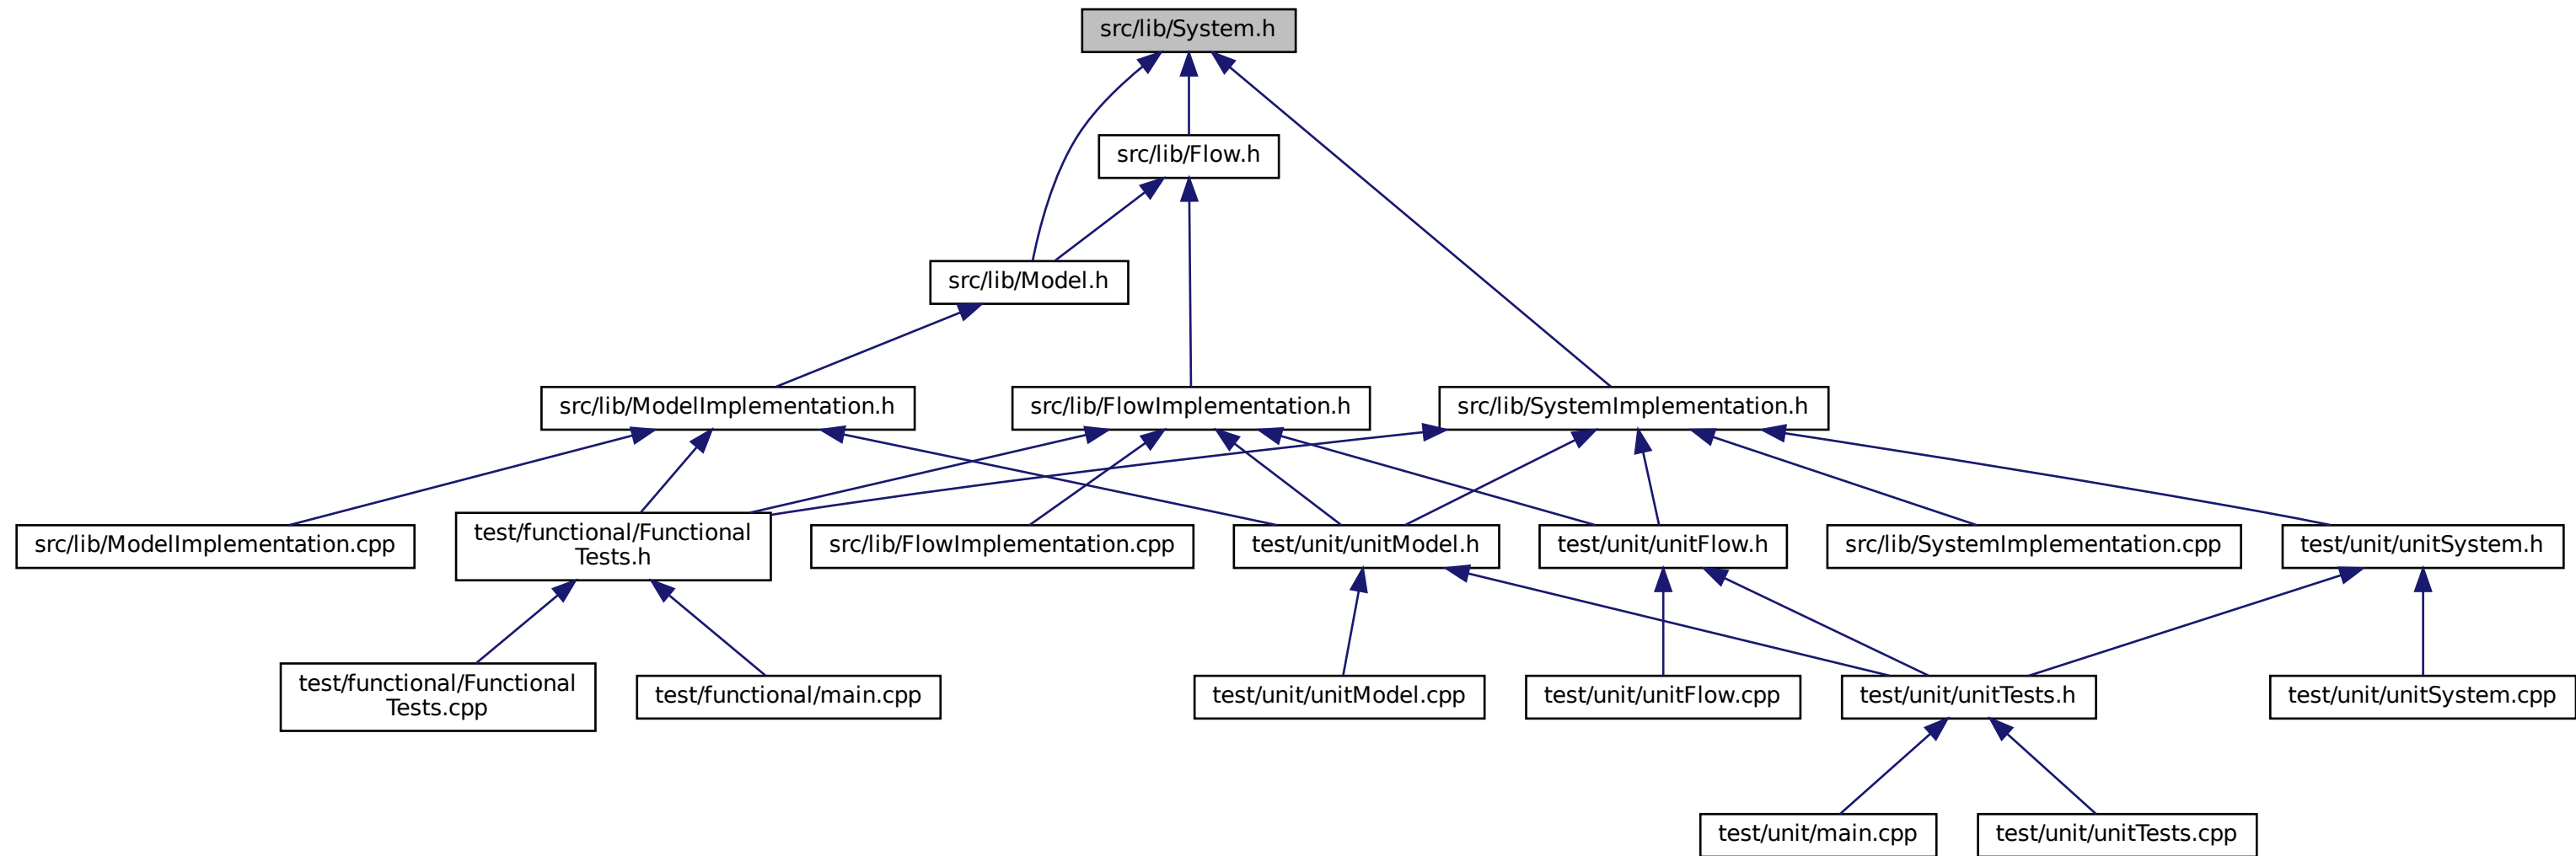 src/lib/System.h
src/lib/Flow.h
src/lib/Model.h
src/lib/ModelImplementation.h
src/lib/FlowImplementation.h
src/lib/SystemImplementation.h
src/lib/ModelImplementation.cpp
test/functional/Functional
Tests.h
src/lib/FlowImplementation.cpp
test/unit/unitModel.h
test/unit/unitFlow.h
src/lib/SystemImplementation.cpp
test/unit/unitSystem.h
test/functional/Functional
Tests.cpp
test/functional/main.cpp
test/unit/unitModel.cpp
test/unit/unitFlow.cpp
test/unit/unitTests.h
test/unit/unitSystem.cpp
test/unit/main.cpp
test/unit/unitTests.cpp